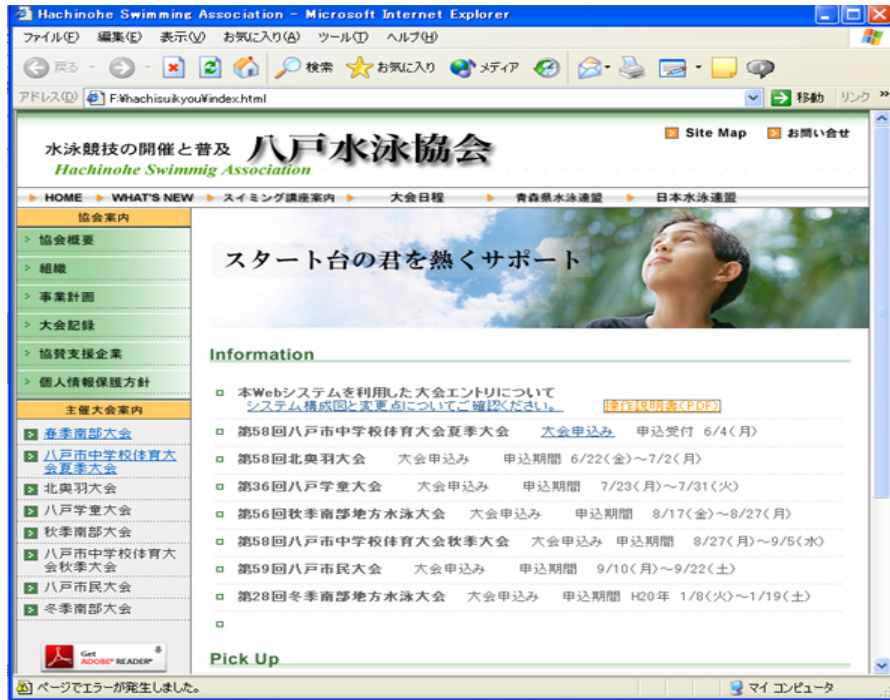 Hachinohe Swimming Association - Microsoft Internet Explorer
ファイル(F) 編集(E) 表示(V) お気に入り(A) ツール(T) ヘルプ(H)
戻る 検索 お気に入り メディア
アドレス(D) F:¥hachisuikyou¥index.html 移動 リンク »
水泳競技の開催と普及 八戸水泳協会
Hachinohe Swimmig Association
Site Map お問い合せ
HOME WHAT'S NEW スイミング講座案内 大会日程 青森県水泳連盟 日本水泳連盟
協会案内
協会概要
組織
事業計画
大会記録
協賛支援企業
個人情報保護方針
主催大会案内
春季南部大会
八戸市中学校体育大
会夏季大会
北奥羽大会
八戸学童大会
秋季南部大会
八戸市中学校体育大
会秋季大会
八戸市民大会
冬季南部大会
Get
ADOBE® READER®
スタート台の君を熱くサポート
Information
本Webシステムを利用した大会エントリについて
システム構成図と変更点についてご確認ください。 操作説明書(PDF)
第58回八戸市中学校体育大会夏季大会 大会申込み 申込受付 6/4(月)
第58回北奥羽大会 大会申込み 申込期間 6/22(金)~7/2(月)
第36回八戸学童大会 大会申込み 申込期間 7/23(月)~7/31(火)
第56回秋季南部地方水泳大会 大会申込み 申込期間 8/17(金)~8/27(月)
第58回八戸市中学校体育大会秋季大会 大会申込み 申込期間 8/27(月)~9/5(水)
第59回八戸市民大会 大会申込み 申込期間 9/10(月)~9/22(土)
第28回冬季南部地方水泳大会 大会申込み 申込期間 H20年 1/8(火)~1/19(土)
Pick Up
ページでエラーが発生しました。 マイ コンピュータ